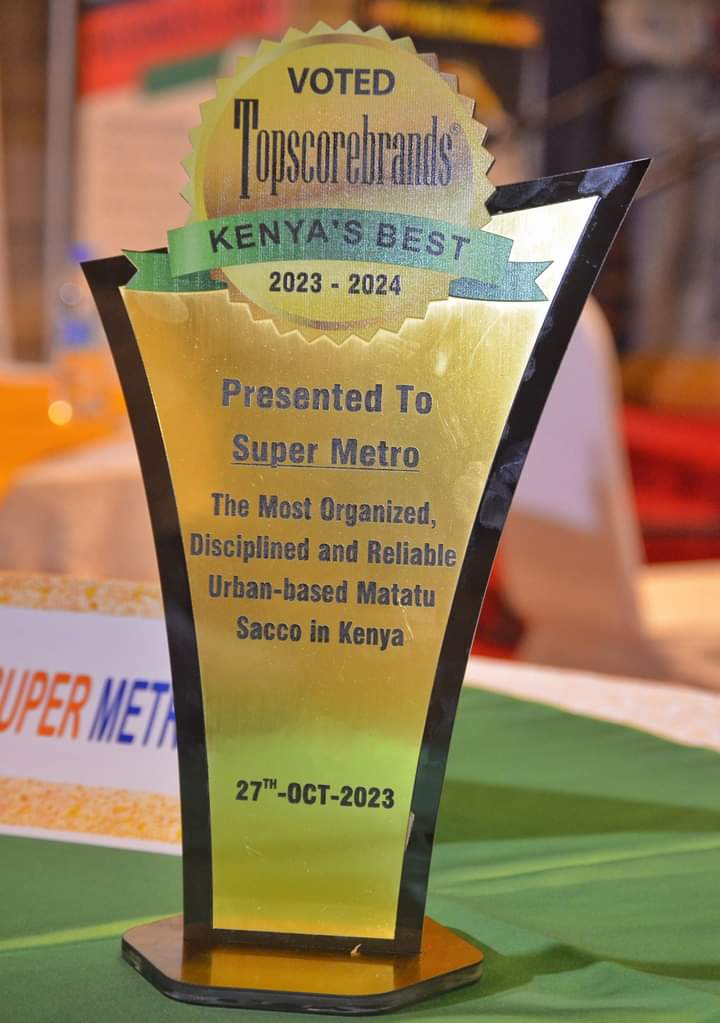 VOTED
Topscorebrands®
KENYA'S BEST
2023 - 2024
Presented To
Super Metro
The Most Organized,
Disciplined and Reliable
Urban-based Matatu
Sacco in Kenya
27TH-OCT-2023
UPER METR